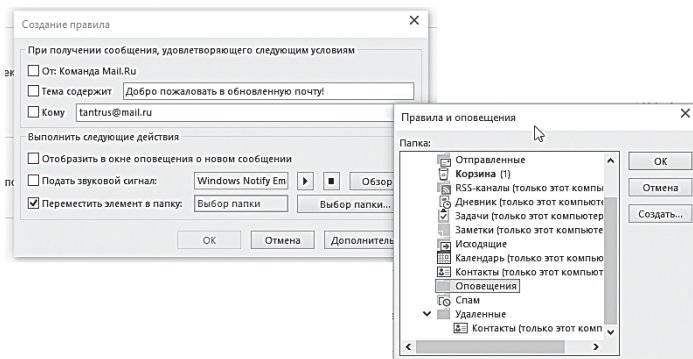 Создание правила
При получении сообщения, удовлетворяющего следующим условиям
От: Команда Mail.Ru
Тема содержит
Добро пожаловать в обновленную почту!
Кому
tantrus@mail.ru
Выполнить следующие действия
Отобразить в окне оповещения о новом сообщении
Подать звуковой сигнал:
Windows Notify Em
Обзор
Переместить элемент в папку:
Выбор папки
Выбор папки...
ОК
Отмена
Дополнитель
Правила и оповещения
Папка:
Отправленные
Корзина (1)
RSS-каналы (только этот компы
Дневник (только этот компьюте
Задачи (только этот компьютер
Заметки (только этот компьюте
Исходящие
Календарь (только этот компьют
Контакты (только этот компьют
Оповещения
Спам
Удаленные
Контакты (только этот комп
ОК
Отмена
Создать...